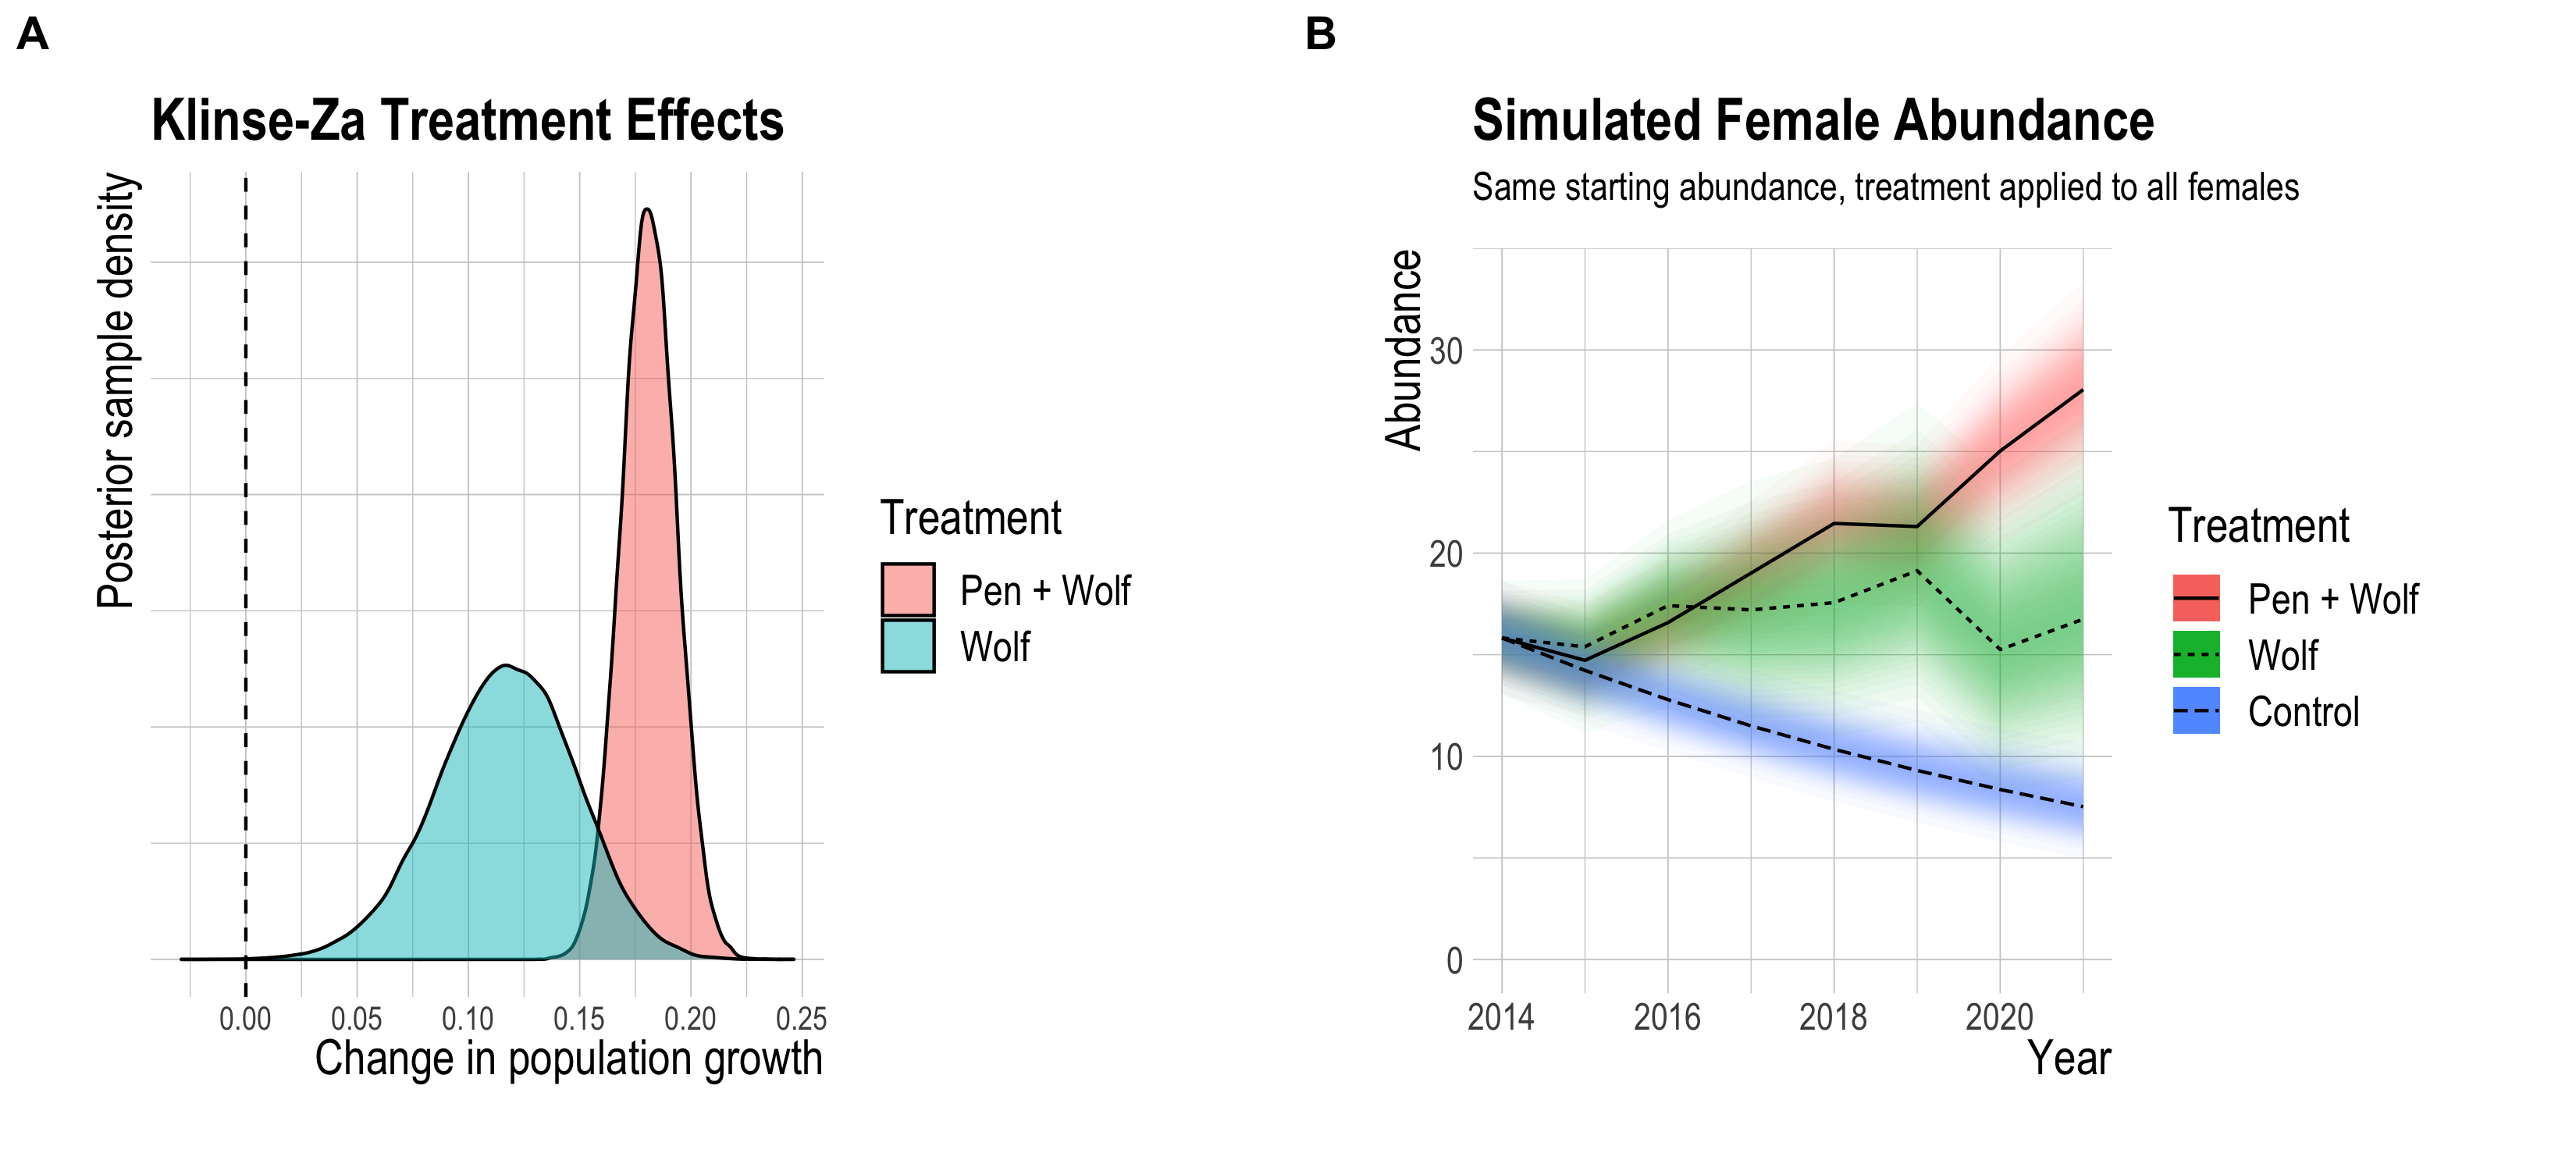 A
Klinse-Za Treatment Effects
Posterior sample density
0.00 0.05 0.10 0.15 0.20 0.25
Change in population growth
Treatment
Pen + Wolf
Wolf
B
Simulated Female Abundance
Same starting abundance, treatment applied to all females
Abundance
30
20
10
0
2014 2016 2018 2020
Year
Treatment
Pen + Wolf
Wolf
Control